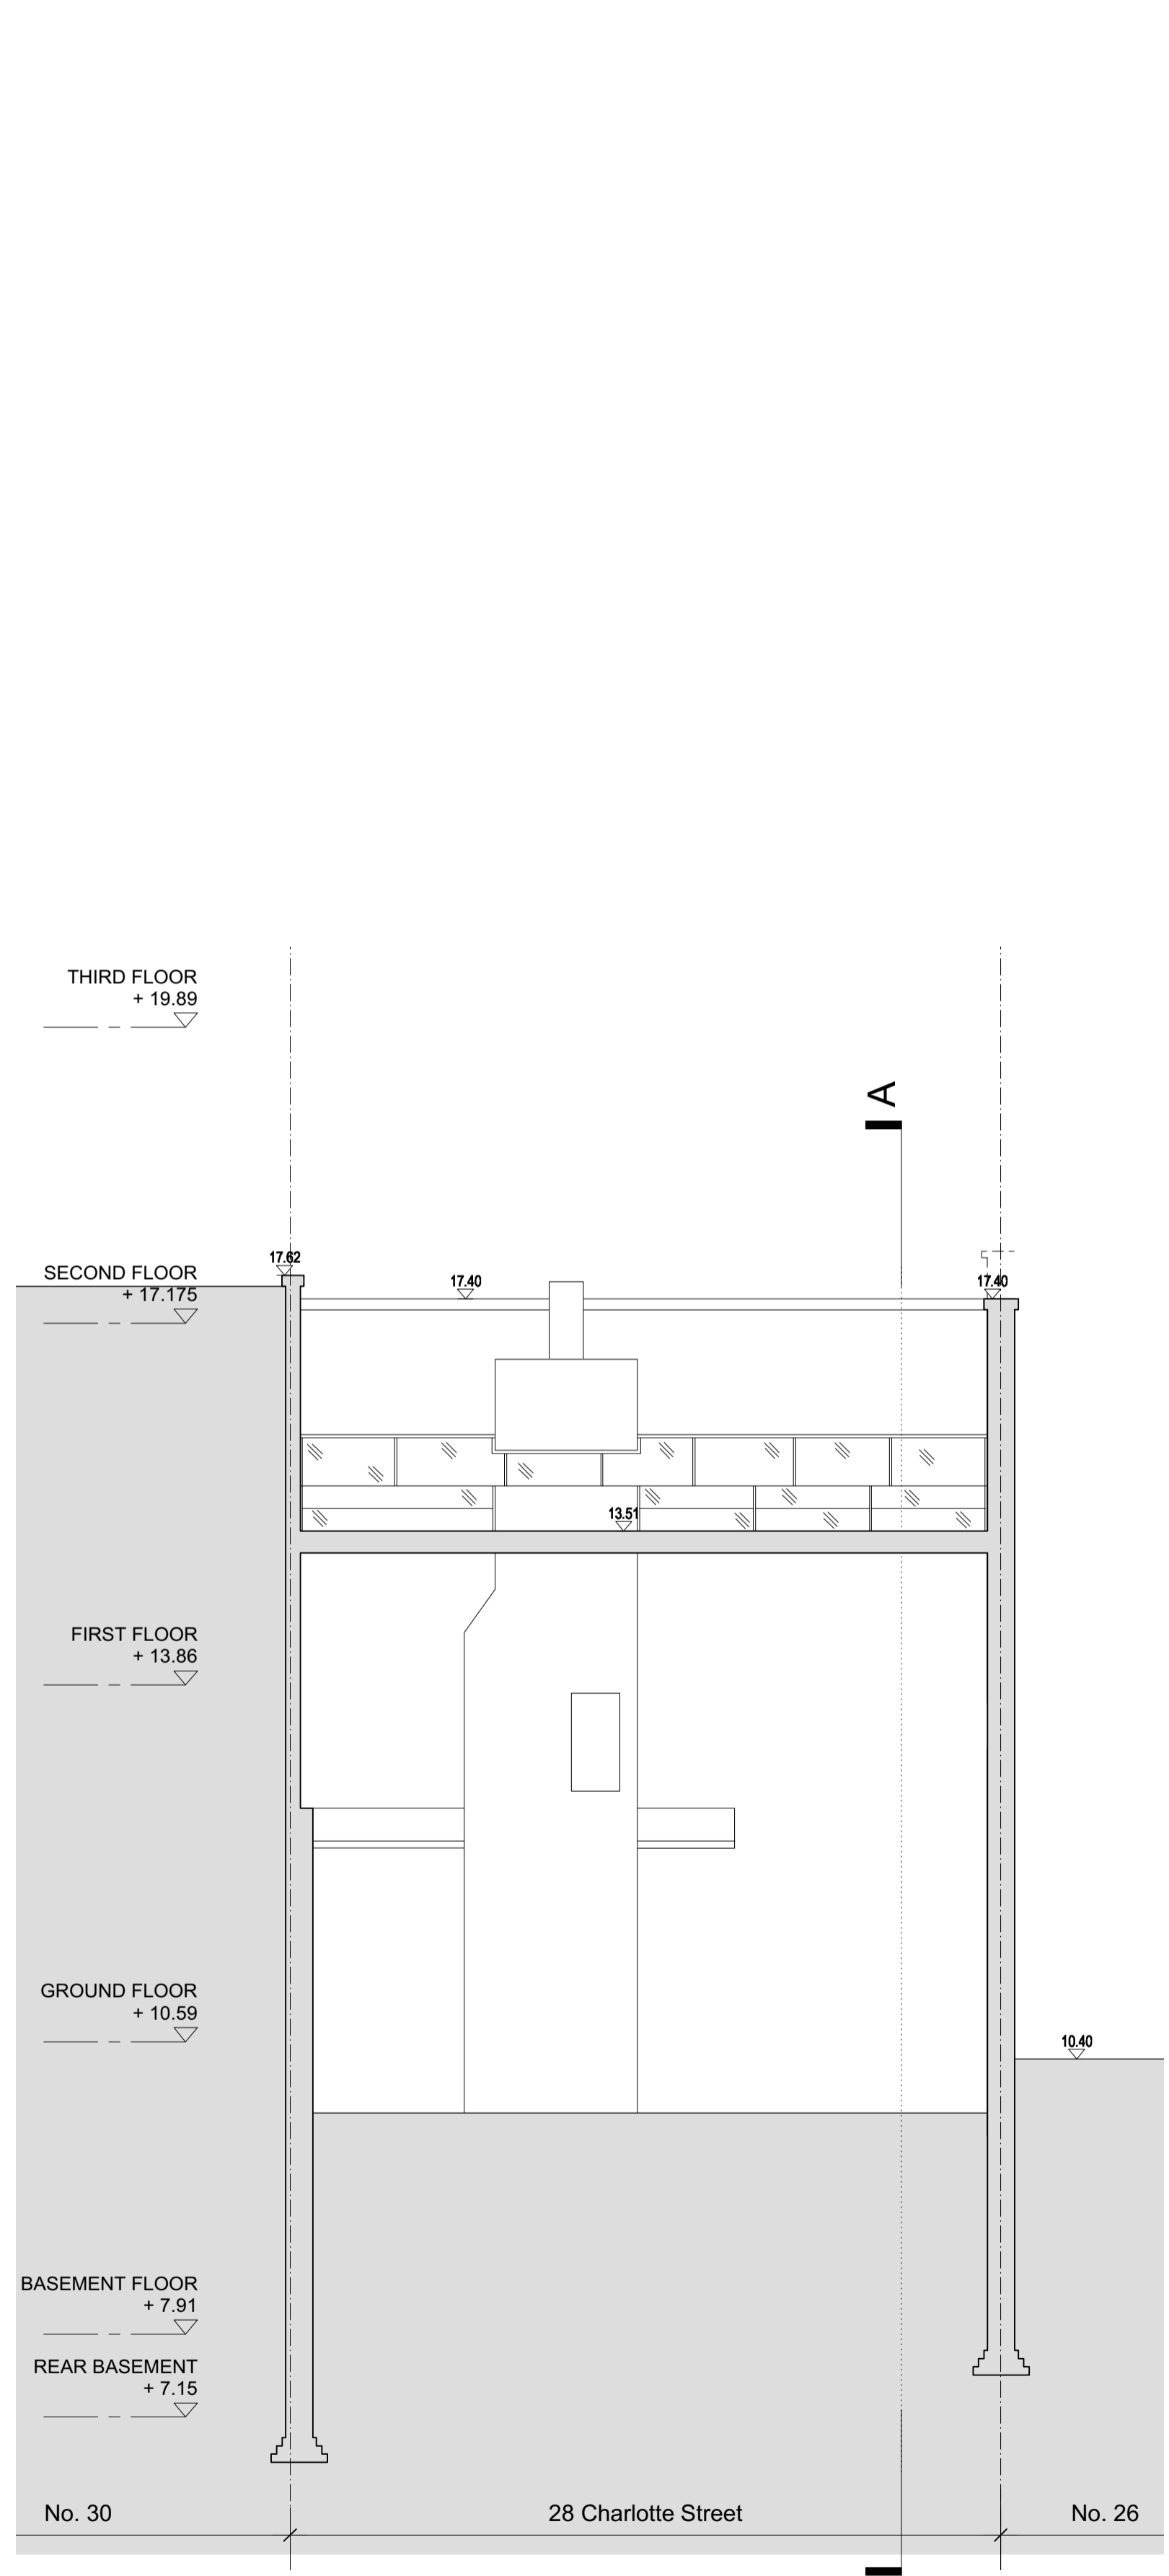 THIRD FLOOR
+ 19.89
A
17.62
SECOND FLOOR
+ 17.175
17.40
17.40
13.51
FIRST FLOOR
+ 13.86
GROUND FLOOR
+ 10.59
10.40
BASEMENT FLOOR
+ 7.91
REAR BASEMENT
+ 7.15
No. 30
28 Charlotte Street
No. 26